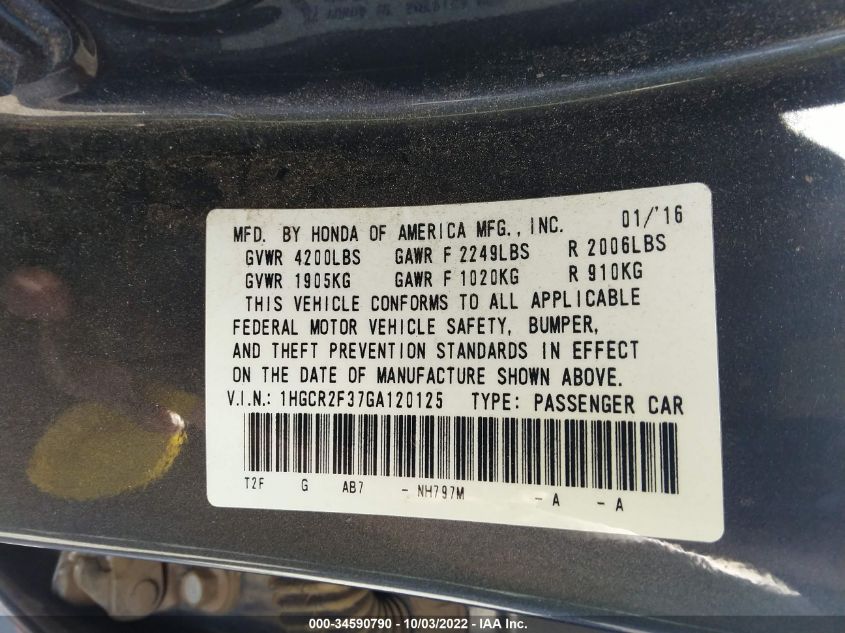 MFD. BY HONDA OF AMERICA MFG., INC. 01/'16
GVWR 4200LBS GAWR F 2249LBS R 2006LBS
GVWR 1905KG GAWR F 1020KG R 910KG
THIS VEHICLE CONFORMS TO ALL APPLICABLE
FEDERAL MOTOR VEHICLE SAFETY, BUMPER,
AND THEFT PREVENTION STANDARDS IN EFFECT
ON THE DATE OF MANUFACTURE SHOWN ABOVE.
V.I.N.: 1HGCR2F37GA120125 TYPE: PASSENGER CAR
T2F G AB7 - NH797M - A - A
000-34590790 - 10/03/2022 - IAA Inc.